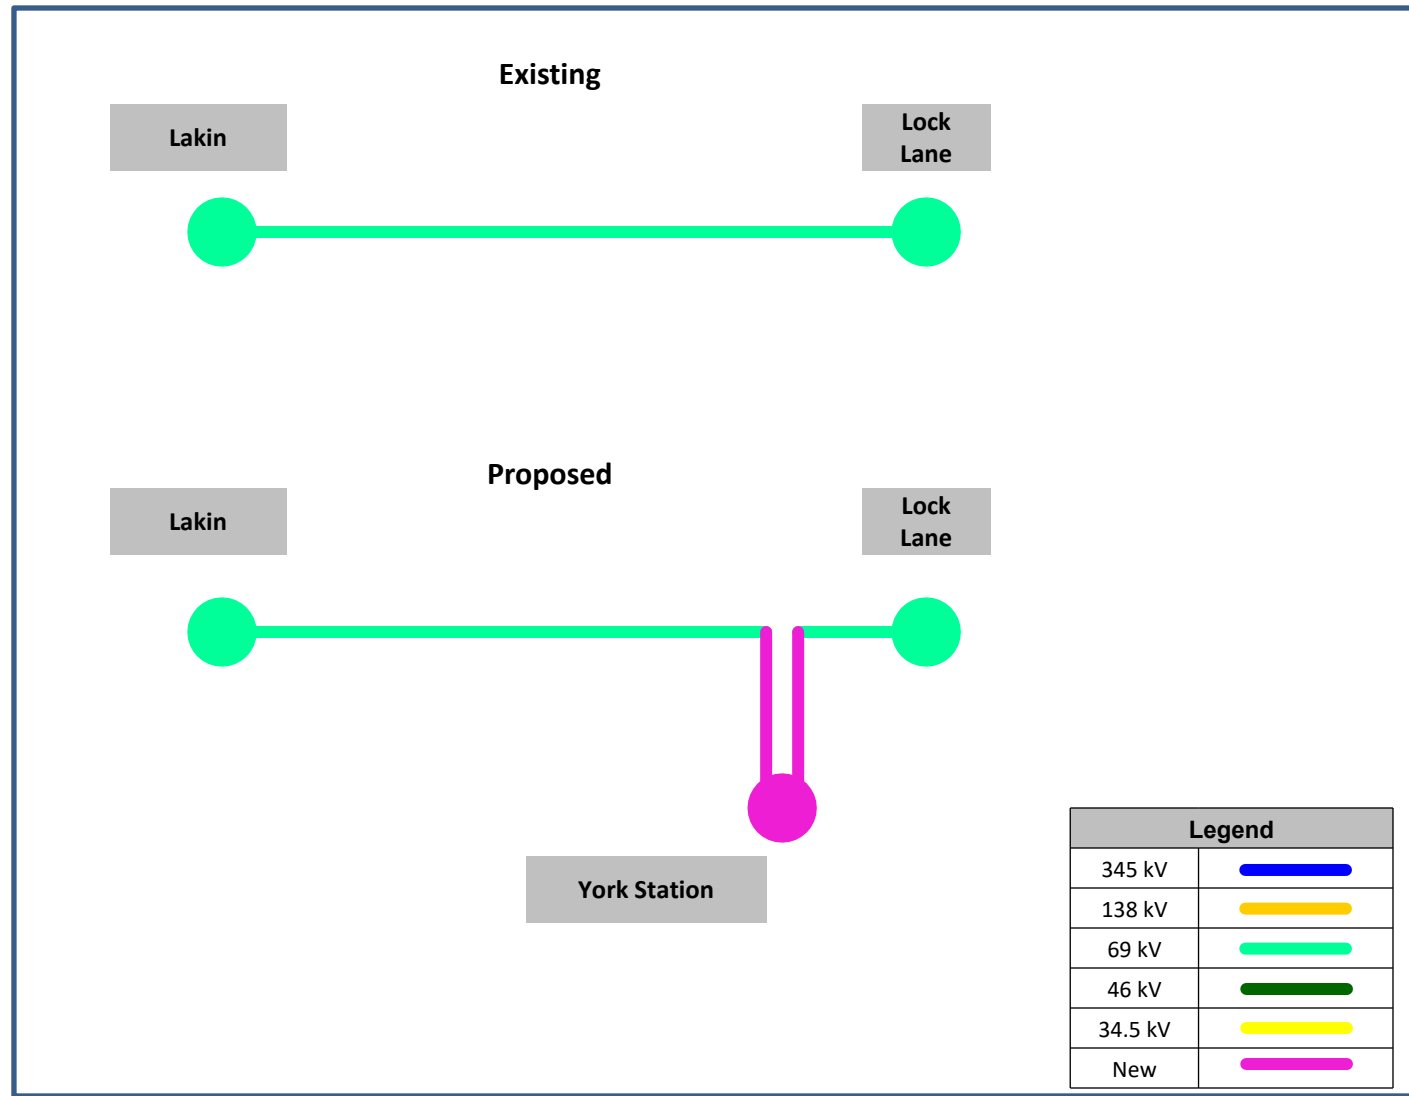 Existing
Lakin
Lock
Lane
Proposed
Lakin
Lock
Lane
York Station
Legend
345 kV
138 kV
69 kV
46 kV
34.5 kV
New